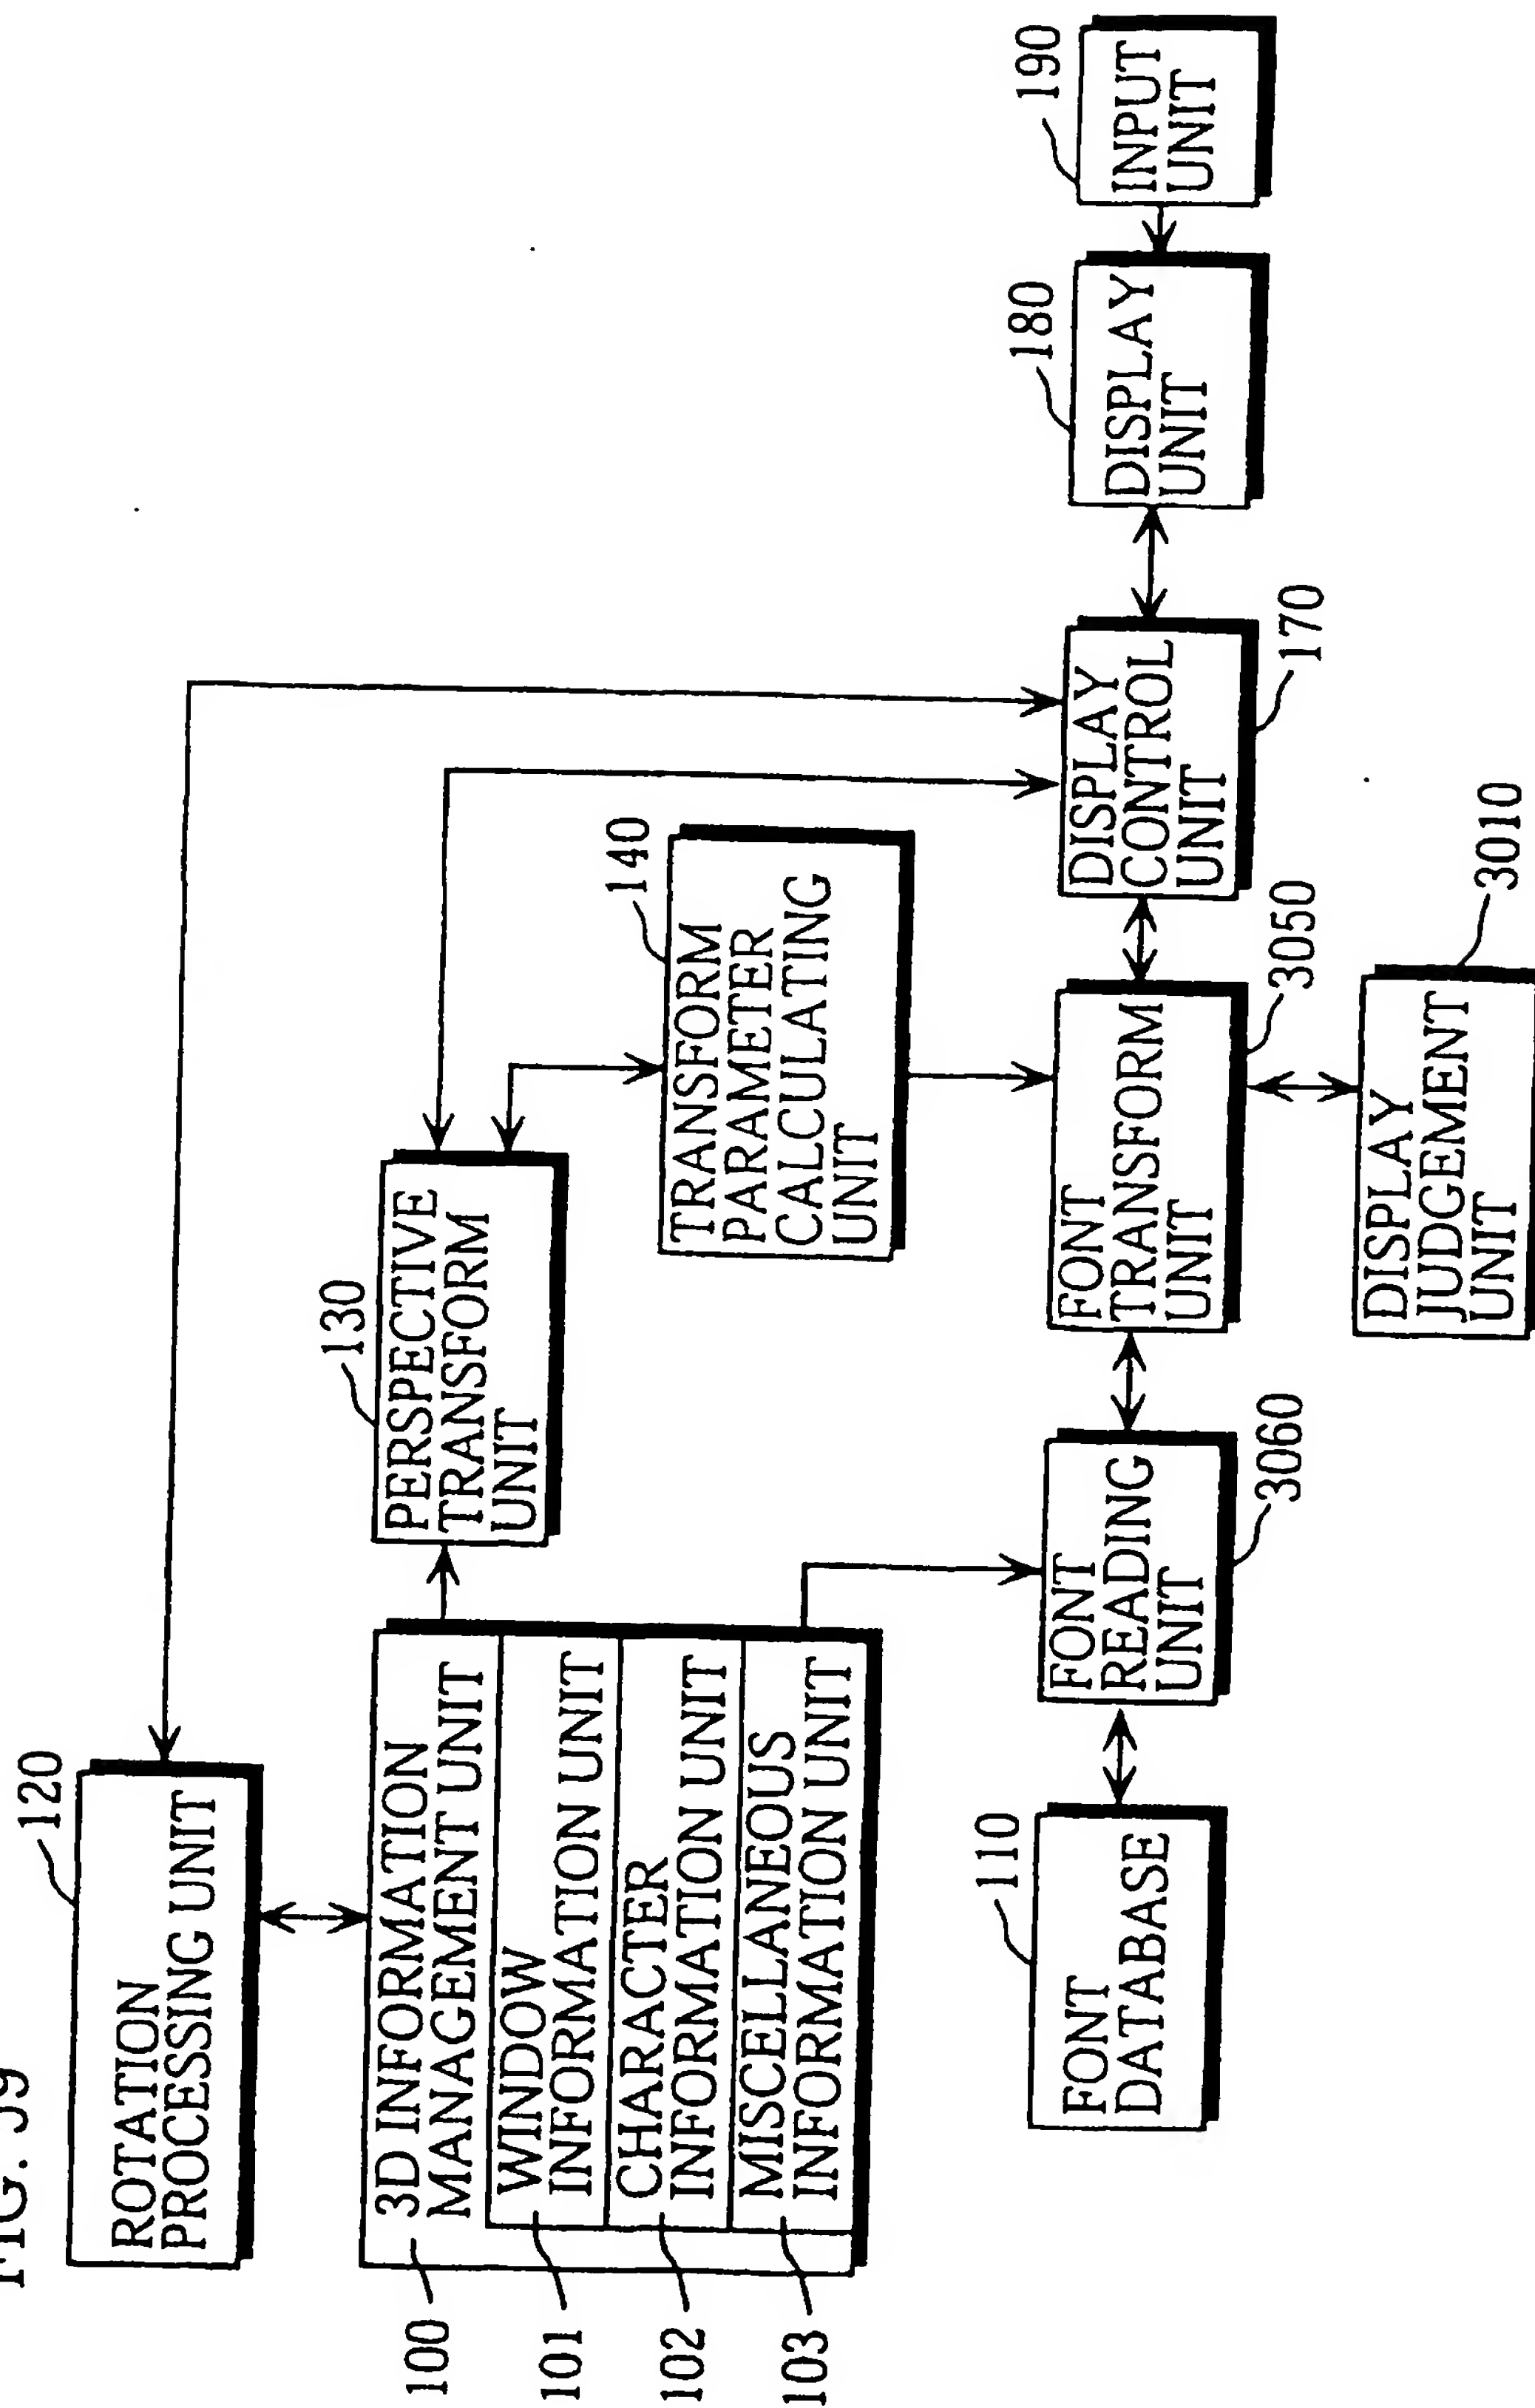 FIG. 39
120
ROTATION
PROCESSING UNIT
100
3D INFORMATION
MANAGEMENT UNIT
101
WINDOW
INFORMATION UNIT
102
CHARACTER
INFORMATION UNIT
103
MISCELLANEOUS
INFORMATION UNIT
130
PERSPECTIVE
TRANSFORM
UNIT
140
TRANSFORM
PARAMETER
CALCULATING
UNIT
110
FONT
DATABASE
FONT
READING
UNIT
3060
FONT
TRANSFORM
UNIT
3050
DISPLAY
CONTROL
UNIT
170
180
DISPLAY
UNIT
190
INPUT
UNIT
DISPLAY
JUDGEMENT
UNIT
3010